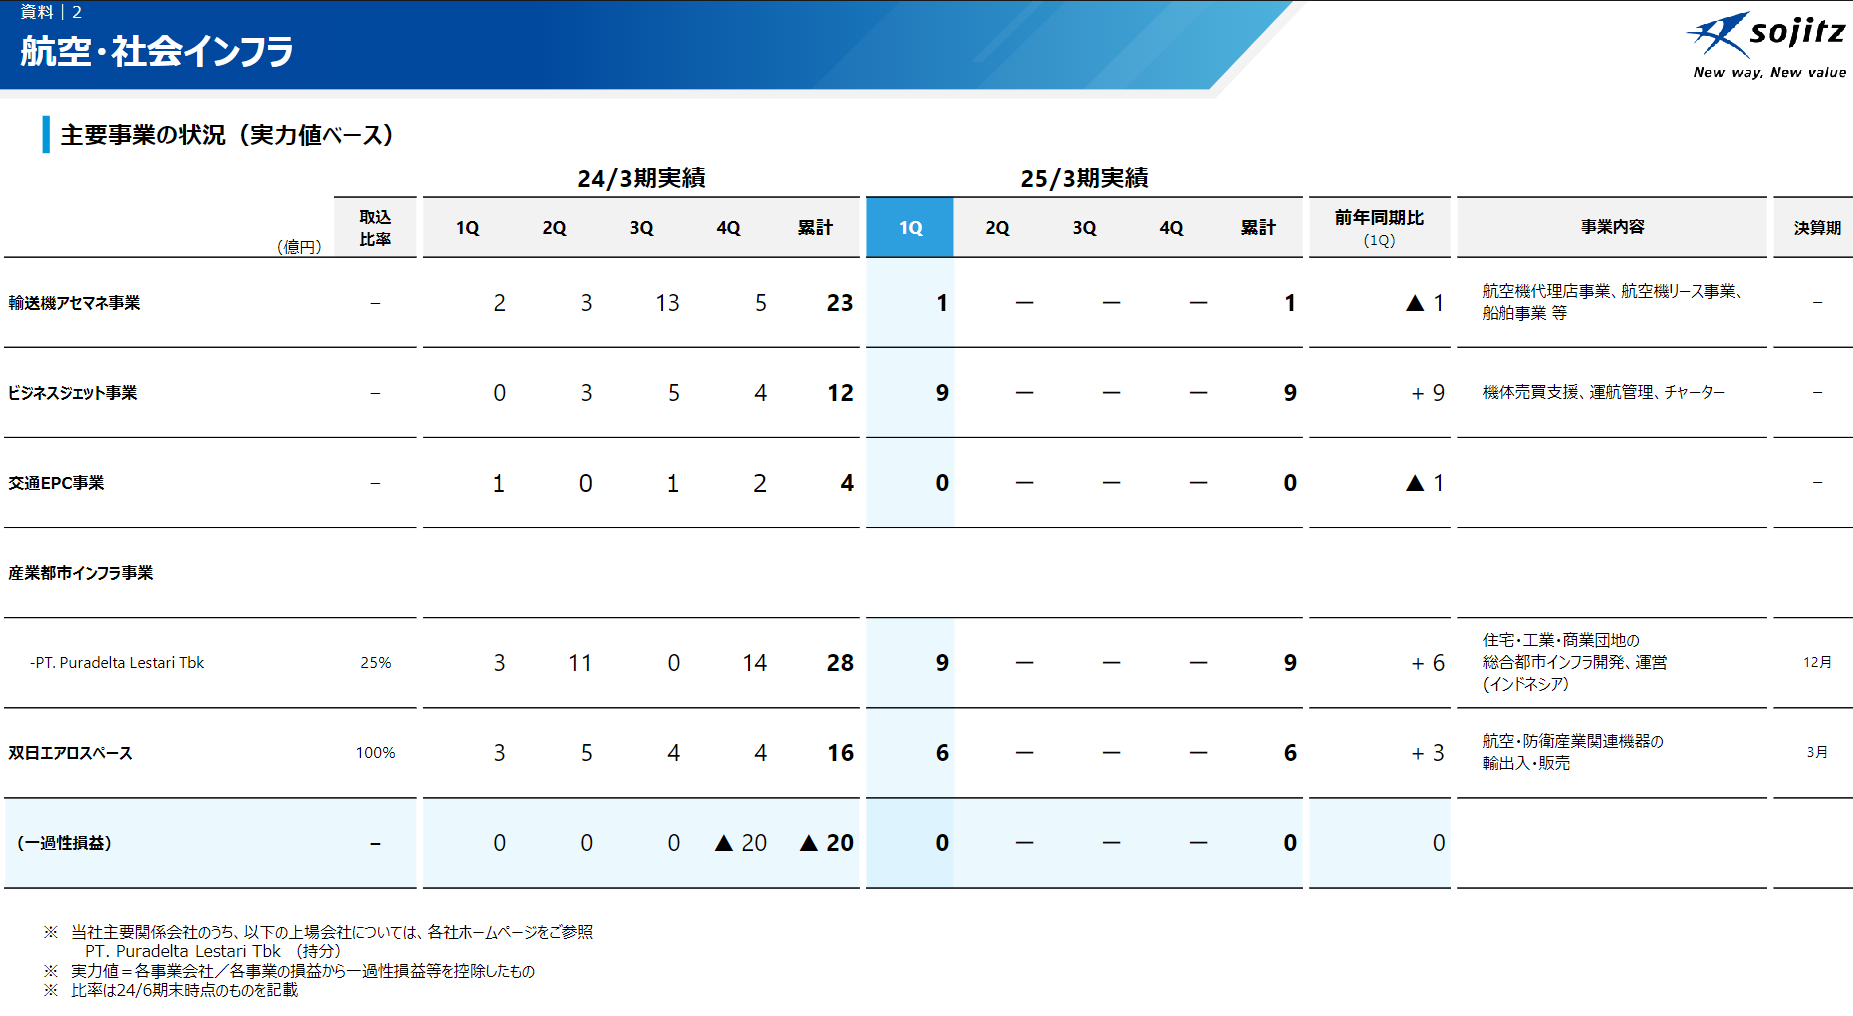 資料｜2
航空・社会インフラ
sojitz
New way, New value
主要事業の状況（実力値ベース）
24/3期実績 25/3期実績
（億円） 取込比率 1Q 2Q 3Q 4Q 累計 1Q 2Q 3Q 4Q 累計 前年同期比（1Q） 事業内容 決算期
輸送機アセマネ事業 – 2 3 13 5 23 1 ― ― ― 1 ▲ 1 航空機代理店事業、航空機リース事業、
船舶事業 等 –
ビジネスジェット事業 – 0 3 5 4 12 9 ― ― ― 9 + 9 機体売買支援、運航管理、チャーター –
交通EPC事業 – 1 0 1 2 4 0 ― ― ― 0 ▲ 1 –
産業都市インフラ事業
-PT. Puradelta Lestari Tbk 25% 3 11 0 14 28 9 ― ― ― 9 + 6 住宅・工業・商業団地の
総合都市インフラ開発、運営
(インドネシア) 12月
双日エアロスペース 100% 3 5 4 4 16 6 ― ― ― 6 + 3 航空・防衛産業関連機器の
輸出入・販売 3月
（一過性損益） – 0 0 0 ▲ 20 ▲ 20 0 ― ― ― 0 0
※ 当社主要関係会社のうち、以下の上場会社については、各社ホームページをご参照
PT. Puradelta Lestari Tbk （持分）
※ 実力値＝各事業会社／各事業の損益から一過性損益等を控除したもの
※ 比率は24/6期末時点のものを記載